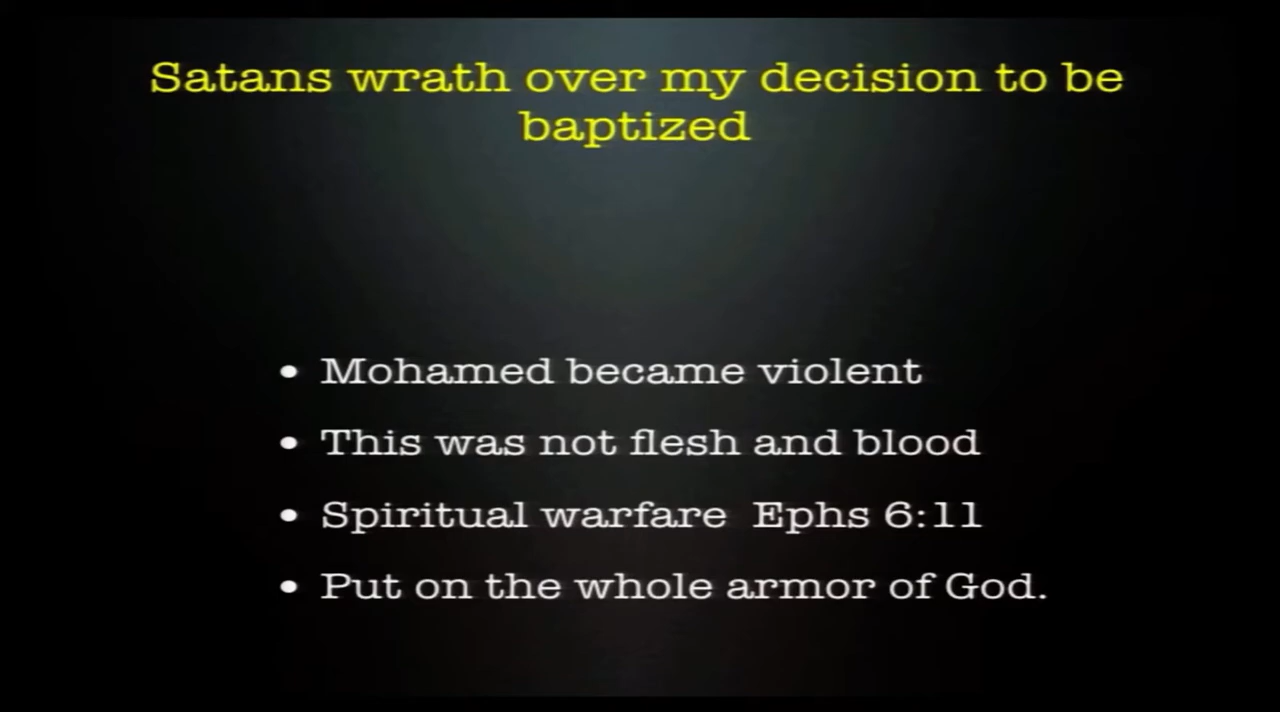 Satans wrath over my decision to be
baptized
• Mohamed became violent
• This was not flesh and blood
• Spiritual warfare Ephs 6:11
• Put on the whole armor of God.